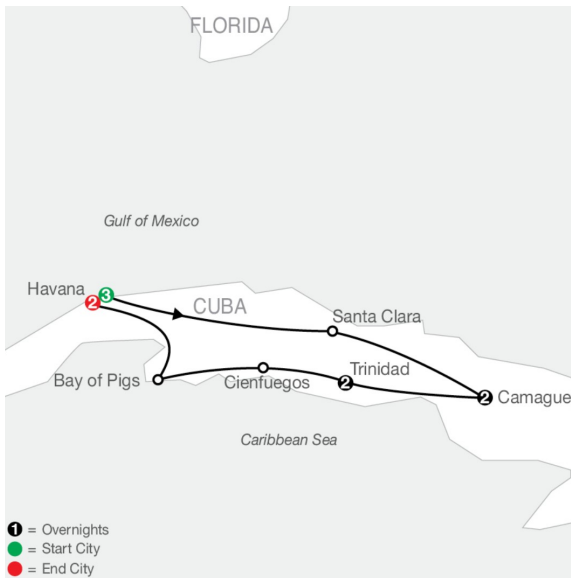 FLORIDA
Gulf of Mexico
Havana
2
3
CUBA
Santa Clara
Bay of Pigs
Cienfuegos
Trinidad
2
2
Camague
Caribbean Sea
1 = Overnights
= Start City
= End City